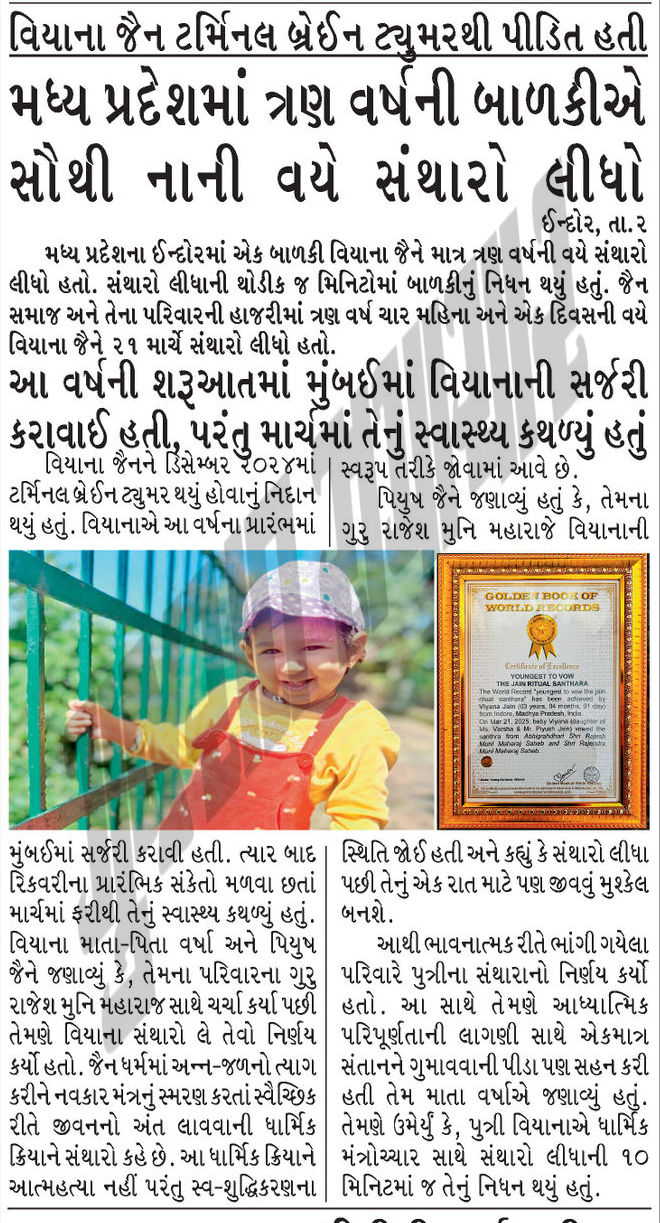 વિયાના જૈન ટર્મિનલ બ્રેઈન ટ્યુમરથી પીડિત હતી
મધ્ય પ્રદેશમાં ત્રણ વર્ષની બાળકીએ
સૌથી નાની વયે સંથારો લીધો
ઈન્દોર, તા.૨
મધ્ય પ્રદેશના ઈન્દોરમાં એક બાળકી વિયાના જૈને માત્ર ત્રણ વર્ષની વયે સંથારો
લીધો હતો. સંથારો લીધાની થોડીક જ મિનિટોમાં બાળકીનું નિધન થયું હતું. જૈન
સમાજ અને તેના પરિવારની હાજરીમાં ત્રણ વર્ષ ચાર મહિના અને એક દિવસની વયે
વિયાના જૈને ૨૧ માર્ચે સંથારો લીધો હતો.
આ વર્ષની શરૂઆતમાં મુંબઈમાં વિયાનાની સર્જરી
કરાવાઈ હતી, પરંતુ માર્ચમાં તેનું સ્વાસ્થ્ય કથળ્યું હતું
વિયાના જૈનને ડિસેમ્બર ૨૦૨૪માં
ટર્મિનલ બ્રેઈન ટ્યુમર થયું હોવાનું નિદાન
થયું હતું. વિયાનાએ આ વર્ષના પ્રારંભમાં
મુંબઈમાં સર્જરી કરાવી હતી. ત્યાર બાદ
રિકવરીના પ્રારંભિક સંકેતો મળવા છતાં
માર્ચમાં ફરીથી તેનું સ્વાસ્થ્ય કથળ્યું હતું.
વિયાના માતા-પિતા વર્ષા અને પિયુષ
જૈને જણાવ્યું કે, તેમના પરિવારના ગુરુ
રાજેશ મુનિ મહારાજ સાથે ચર્ચા કર્યા પછી
તેમણે વિયાના સંથારો લે તેવો નિર્ણય
કર્યો હતો. જૈન ધર્મમાં અન્ન-જળનો ત્યાગ
કરીને નવકાર મંત્રનું સ્મરણ કરતાં સ્વૈચ્છિક
રીતે જીવનનો અંત લાવવાની ધાર્મિક
ક્રિયાને સંથારો કહે છે. આ ધાર્મિક ક્રિયાને
આત્મહત્યા નહીં પરંતુ સ્વ-શુદ્ધિકરણના
સ્વરૂપ તરીકે જોવામાં આવે છે.
પિયુષ જૈને જણાવ્યું હતું કે, તેમના
ગુરુ રાજેશ મુનિ મહારાજે વિયાનાની
સ્થિતિ જોઈ હતી અને કહ્યું કે સંથારો લીધા
પછી તેનું એક રાત માટે પણ જીવવું મુશ્કેલ
બનશે.
આથી ભાવનાત્મક રીતે ભાંગી ગયેલા
પરિવારે પુત્રીના સંથારાનો નિર્ણય કર્યો
હતો. આ સાથે તેમણે આધ્યાત્મિક
પરિપૂર્ણતાની લાગણી સાથે એકમાત્ર
સંતાનને ગુમાવવાની પીડા પણ સહન કરી
હતી તેમ માતા વર્ષાએ જણાવ્યું હતું.
તેમણે ઉમેર્યું કે, પુત્રી વિયાનાએ ધાર્મિક
મંત્રોચ્ચાર સાથે સંથારો લીધાની ૧૦
મિનિટમાં જ તેનું નિધન થયું હતું.
GOLDEN BOOK OF
WORLD RECORDS
Certificate of Excellence
YOUNGEST TO VOW
THE JAIN RITUAL SANTHARA
The World Record "youngest to vow the jain
ritual santhara" has been achieved by
Viyana Jain (03 years, 04 months, 01 day)
from Indore, Madhya Pradesh, India.
On Mar 21, 2025, baby Viyana (daughter of
Ms. Varsha & Mr. Piyush Jain) vowed the
santhra from Abhigrahdhari Shri Rajesh
Muni Maharaj Saheb and Shri Rajendra
Muni Maharaj Saheb.